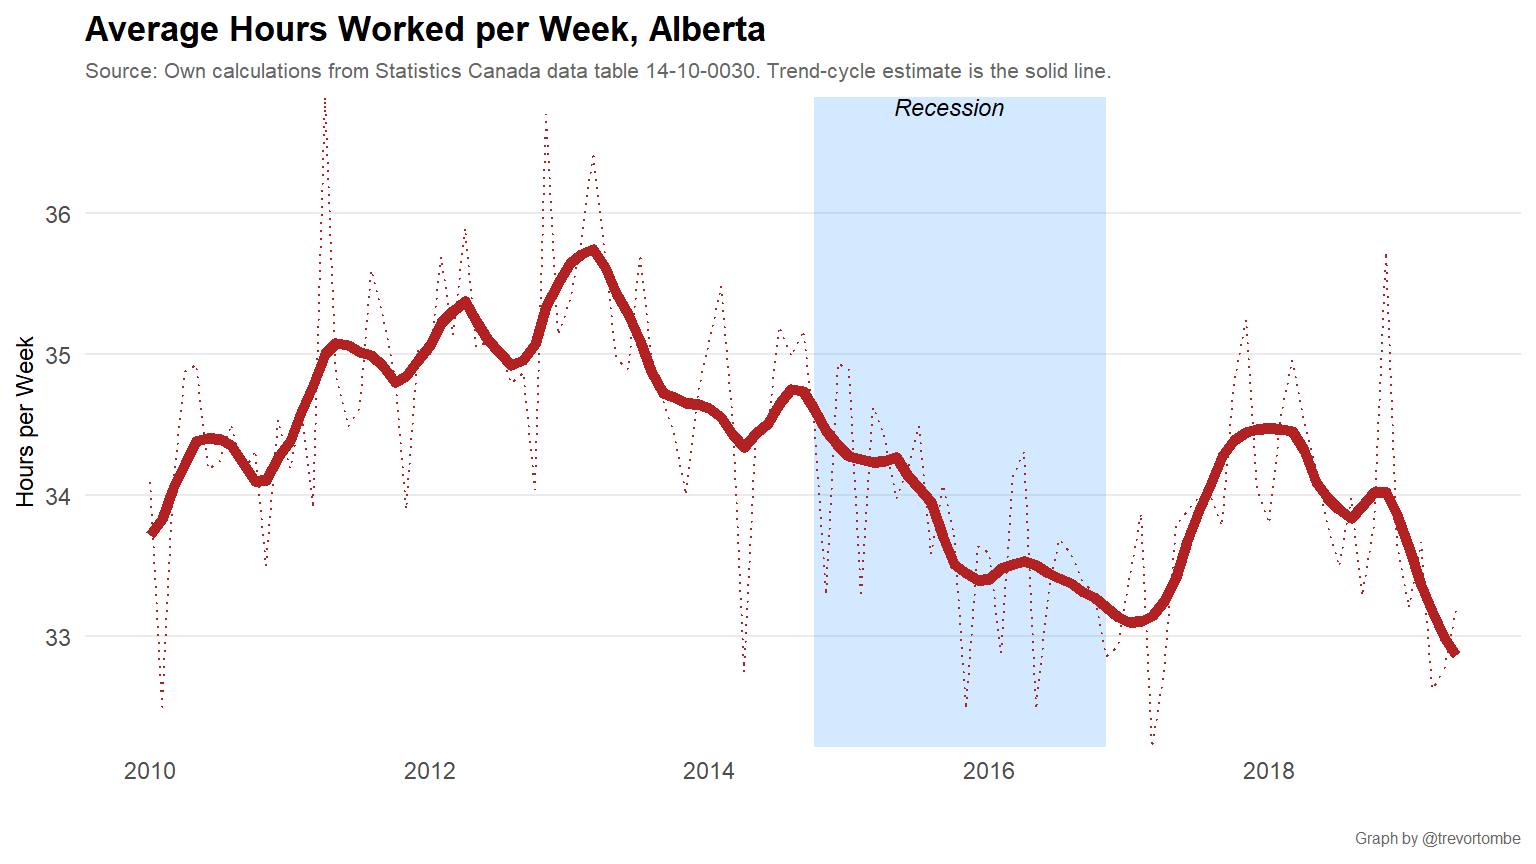 Average Hours Worked per Week, Alberta
Source: Own calculations from Statistics Canada data table 14-10-0030. Trend-cycle estimate is the solid line.
Recession
Hours per Week
36
35
34
33
2010 2012 2014 2016 2018
Graph by @trevortombe